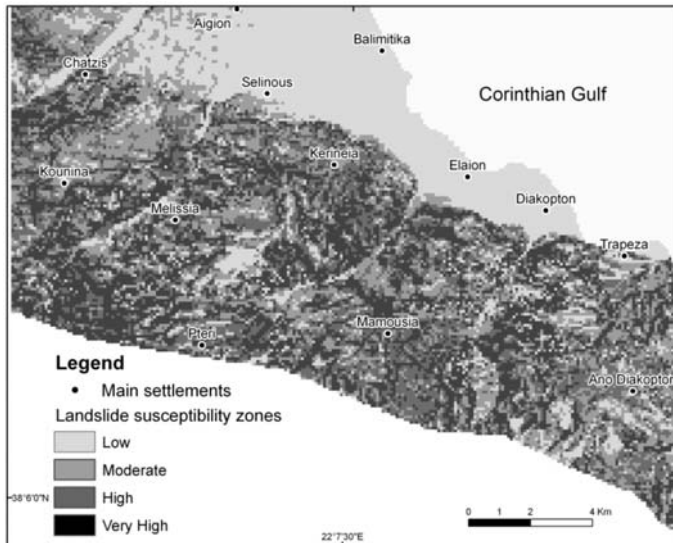 Aigion
Balimitika
Chatzis
Selinous
Corinthian Gulf
Kerineia
Elaion
Kounina
Diakopton
Melissia
Trapeza
Pteri
Mamousia
Ano Diakopton
Legend
Main settlements
Landslide susceptibility zones
Low
Moderate
High
Very High
38°6'0"N
22°7'30"E
0 1 2 4 Km